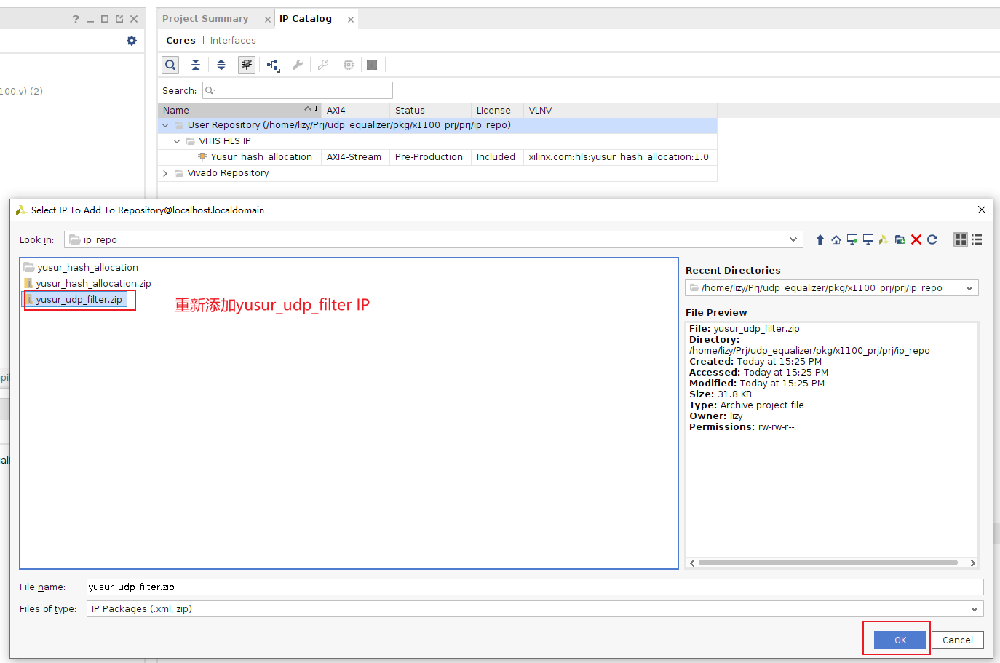 ?
Project Summary
IP Catalog
Cores | Interfaces
100.v) (2)
Search:
Name 1 AXI4 Status License VLNV
User Repository (/home/lizy/Prj/udp_equalizer/pkg/x1100_prj/prj/ip_repo)
VITIS HLS IP
Yusur_hash_allocation AXI4-Stream Pre-Production Included xilinx.com:hls:yusur_hash_allocation:1.0
Vivado Repository
Select IP To Add To Repository@localhost.localdomain
Look in: ip_repo
yusur_hash_allocation
yusur_hash_allocation.zip
yusur_udp_filter.zip
重新添加yusur_udp_filter IP
Recent Directories
/home/lizy/Prj/udp_equalizer/pkg/x1100_prj/prj/ip_repo
File Preview
File: yusur_udp_filter.zip
Directory:
/home/lizy/Prj/udp_equalizer/pkg/x1100_prj/prj/ip_repo
Created: Today at 15:25 PM
Accessed: Today at 15:25 PM
Modified: Today at 15:25 PM
Size: 31.8 KB
Type: Archive project file
Owner: lizy
Permissions: rw-rw-r--.
File name: yusur_udp_filter.zip
Files of type: IP Packages (.xml, zip)
OK Cancel